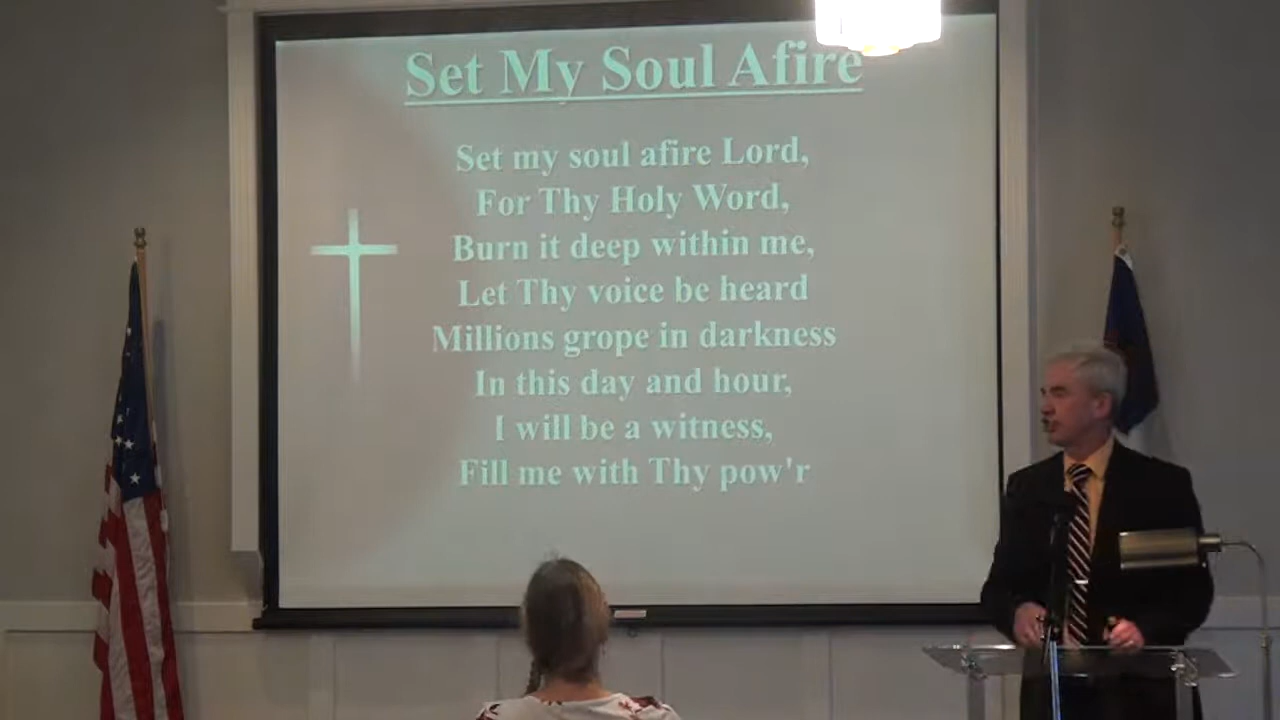 Set My Soul Afire
Set my soul afire Lord,
For Thy Holy Word,
Burn it deep within me,
Let Thy voice be heard
Millions grope in darkness
In this day and hour,
I will be a witness,
Fill me with Thy pow'r